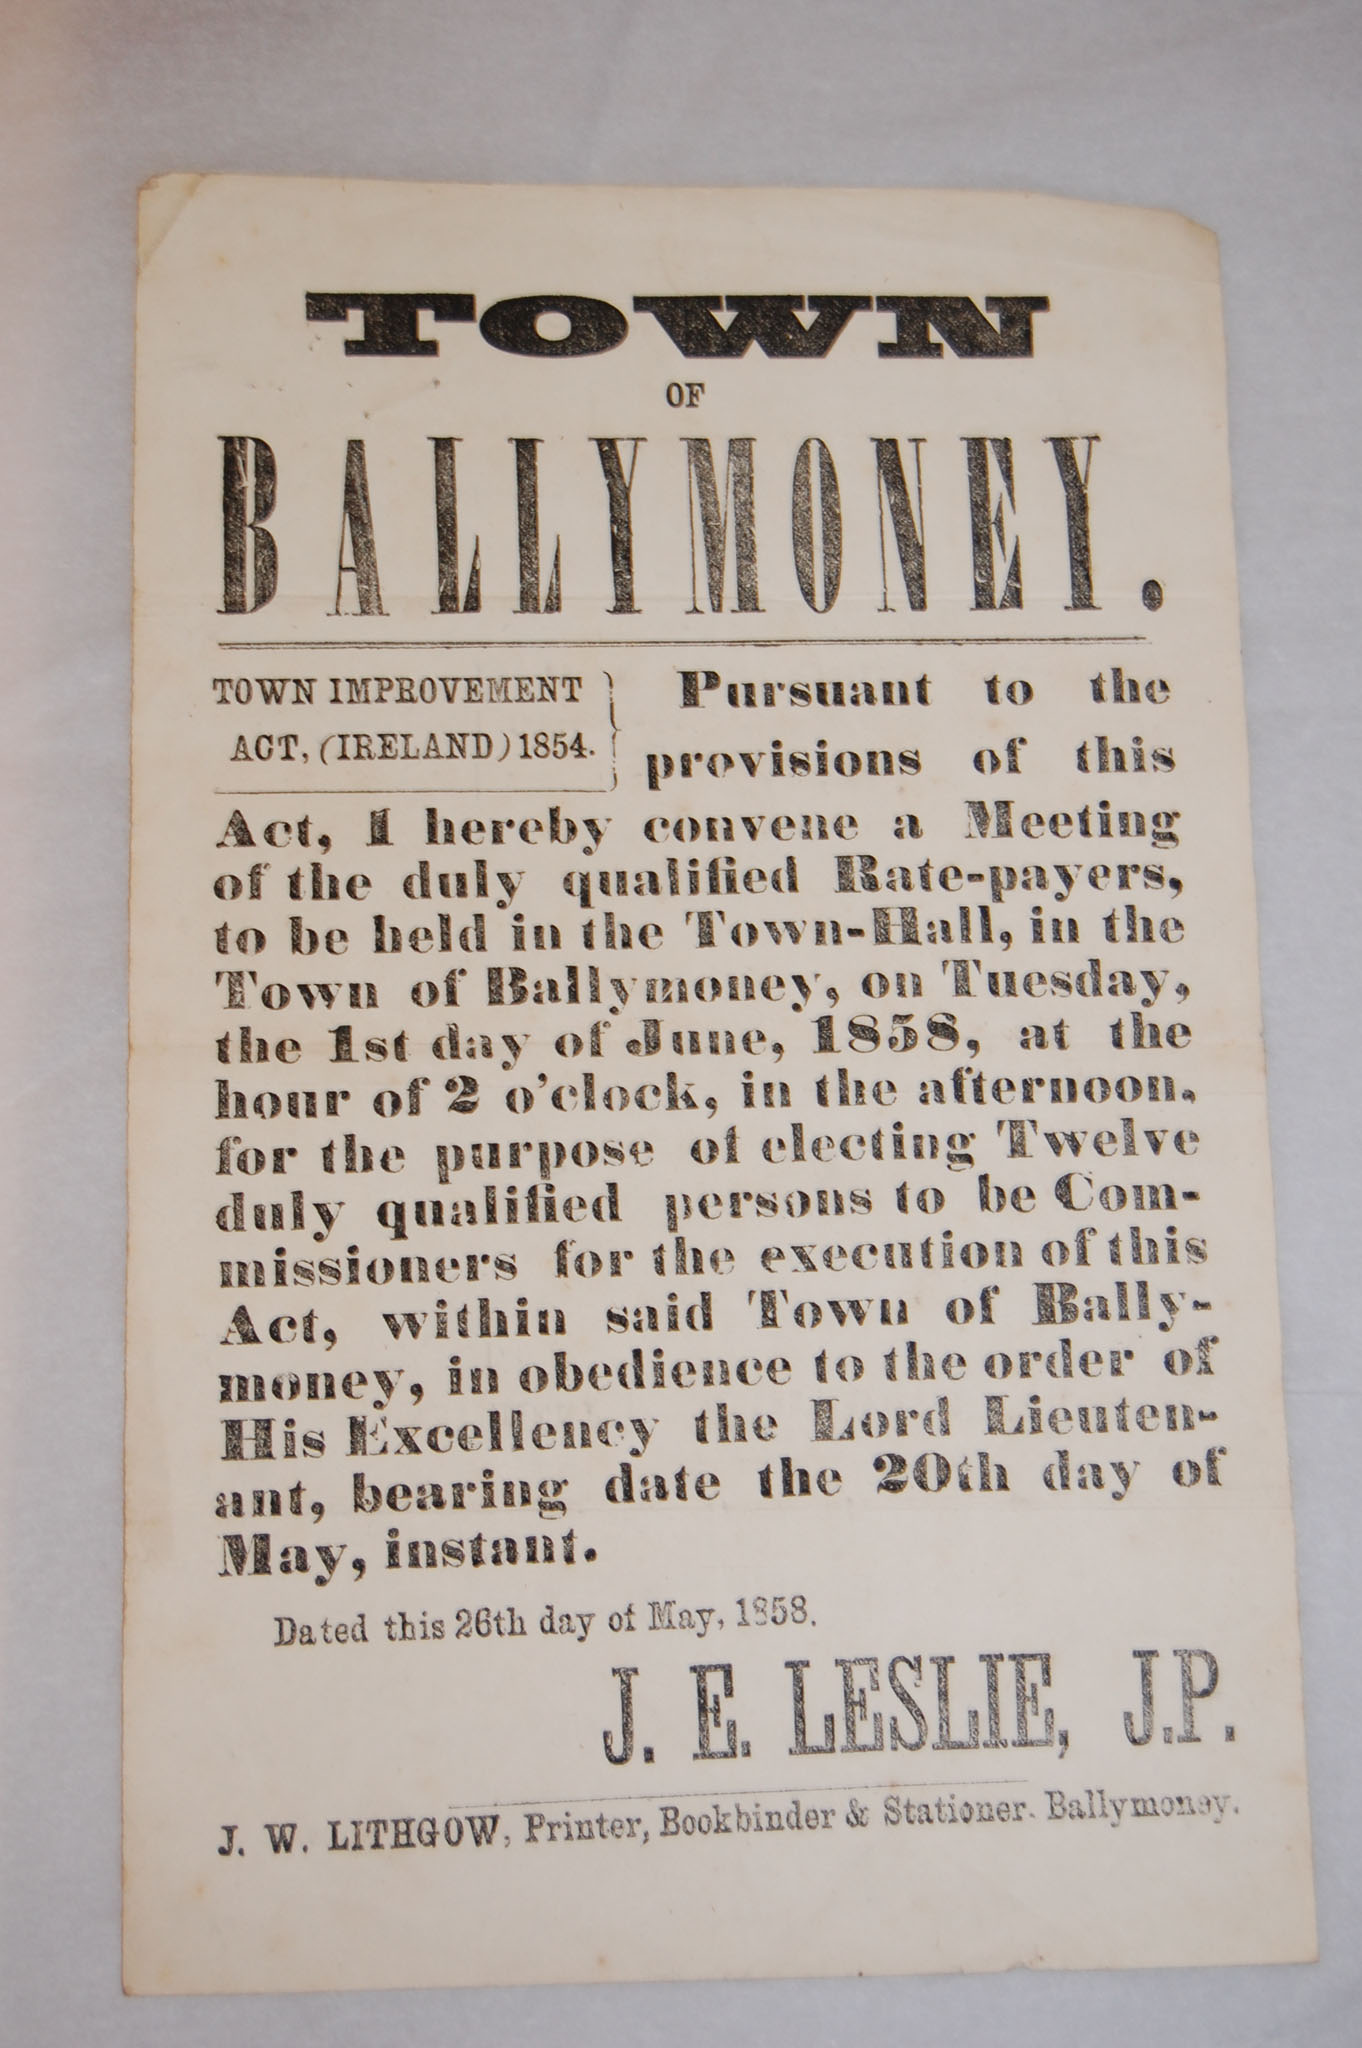 TOWN
OF
BALLYMONEY.
TOWN IMPROVEMENT
ACT, (IRELAND) 1854.
Pursuant to the
provisions of this
Act, I hereby convene a Meeting
of the duly qualified Rate-payers,
to be held in the Town-Hall, in the
Town of Ballymoney, on Tuesday,
the 1st day of June, 1858, at the
hour of 2 o'clock, in the afternoon,
for the purpose of electing Twelve
duly qualified persons to be Com-
missioners for the execution of this
Act, within said Town of Bally-
money, in obedience to the order of
His Excellency the Lord Lieuten-
ant, bearing date the 20th day of
May, instant.
Dated this 26th day of May, 1858.
J. E. LESLIE, J.P.
J. W. LITHGOW, Printer, Bookbinder & Stationer. Ballymoney.